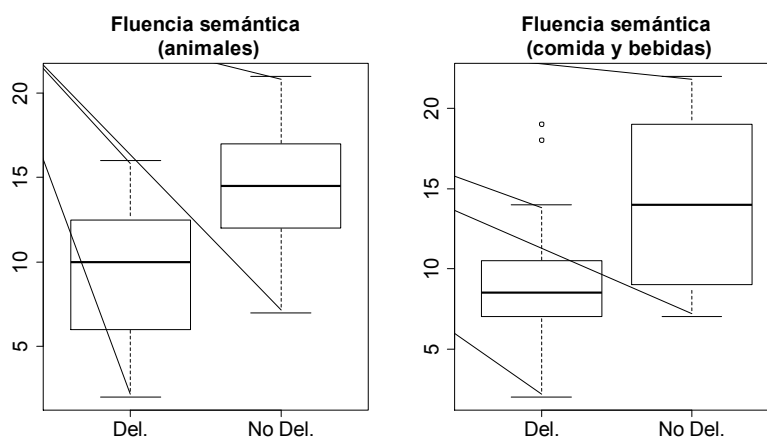 Fluencia semántica
(animales)
20
15
10
5
Del.
No Del.
Fluencia semántica
(comida y bebidas)
20
15
10
5
Del.
No Del.